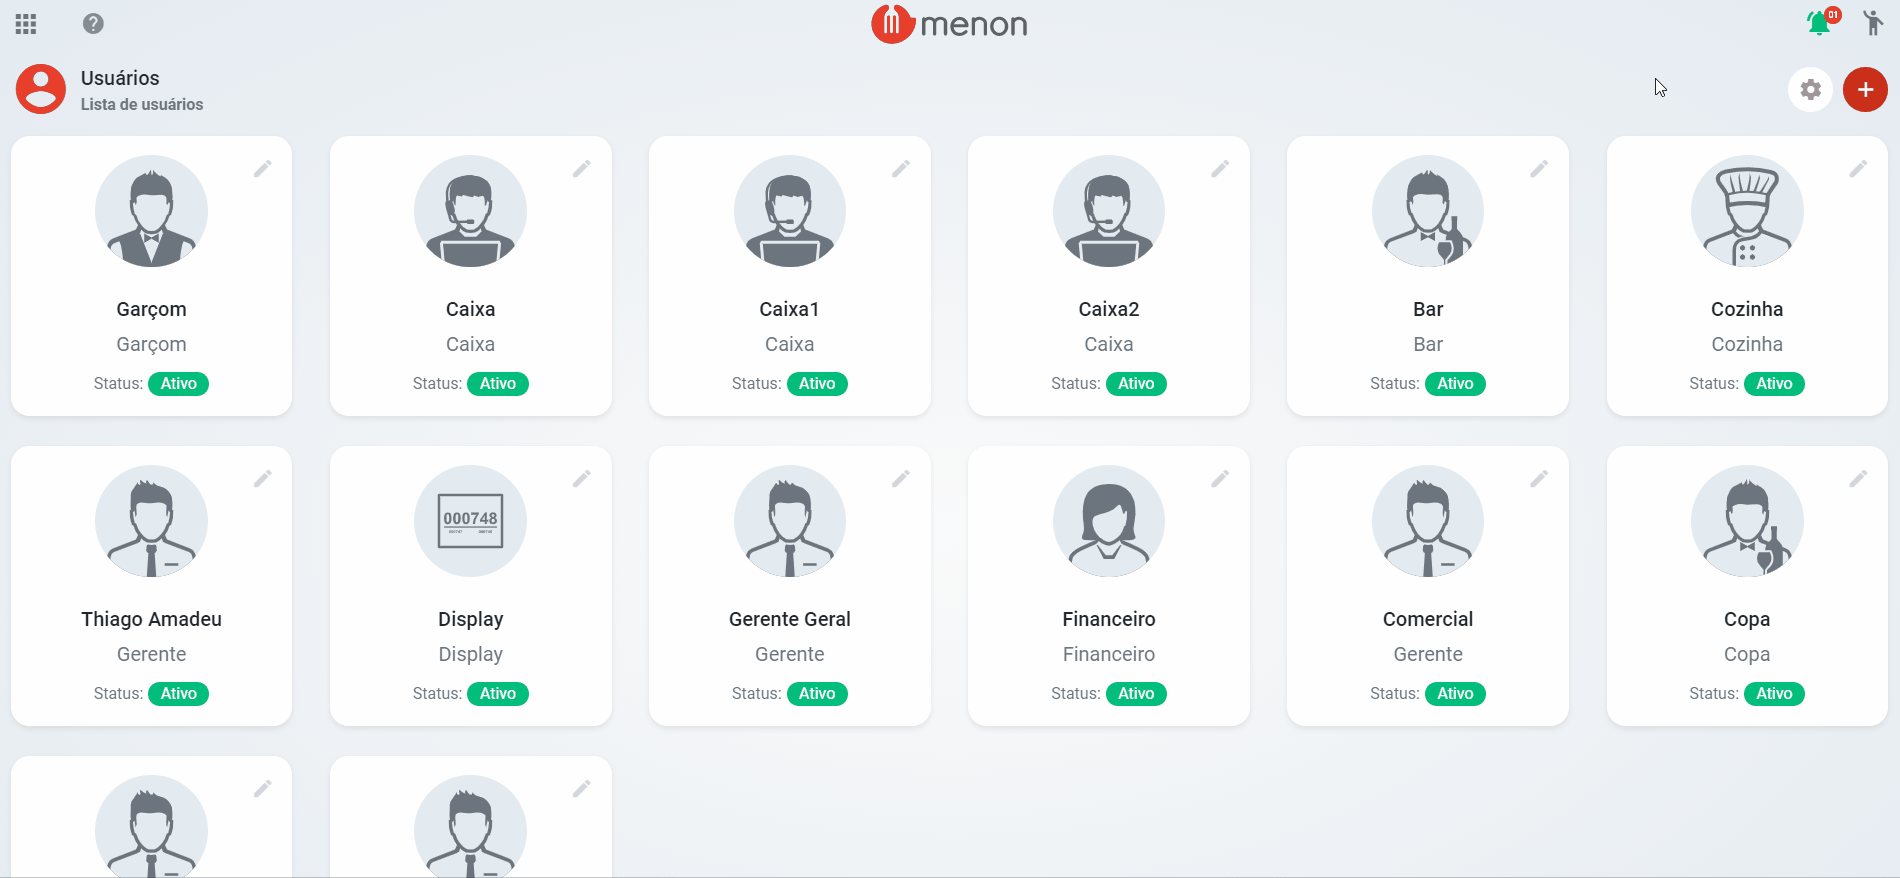 menon
01
Usuários
Lista de usuários
Garçom
Garçom
Status: Ativo
Caixa
Caixa
Status: Ativo
Caixa1
Caixa
Status: Ativo
Caixa2
Caixa
Status: Ativo
Bar
Bar
Status: Ativo
Cozinha
Cozinha
Status: Ativo
Thiago Amadeu
Gerente
Status: Ativo
000748
Display
Display
Status: Ativo
Gerente Geral
Gerente
Status: Ativo
Financeiro
Financeiro
Status: Ativo
Comercial
Gerente
Status: Ativo
Copa
Copa
Status: Ativo